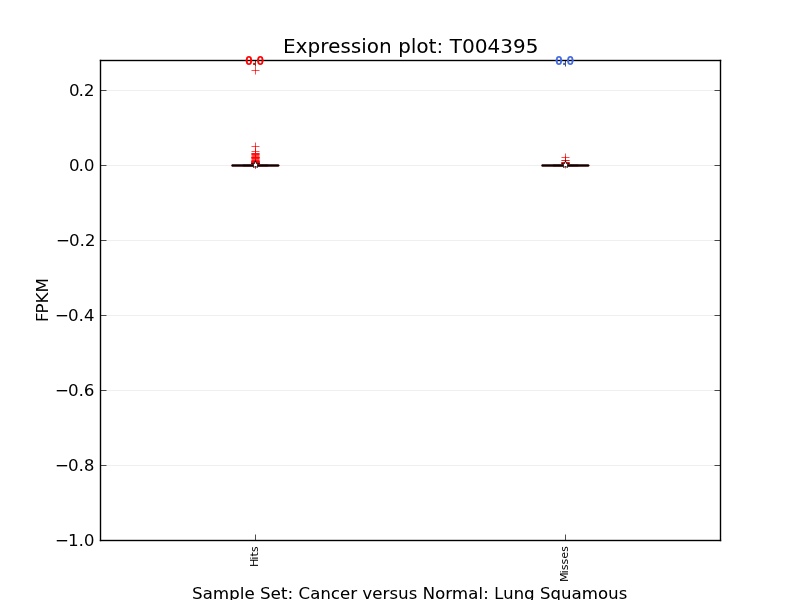 Expression plot: T004395
0.0
0.0
0.2
0.0
−0.2
−0.4
−0.6
−0.8
−1.0
FPKM
Hits
Misses
Sample Set: Cancer versus Normal: Lung Squamous